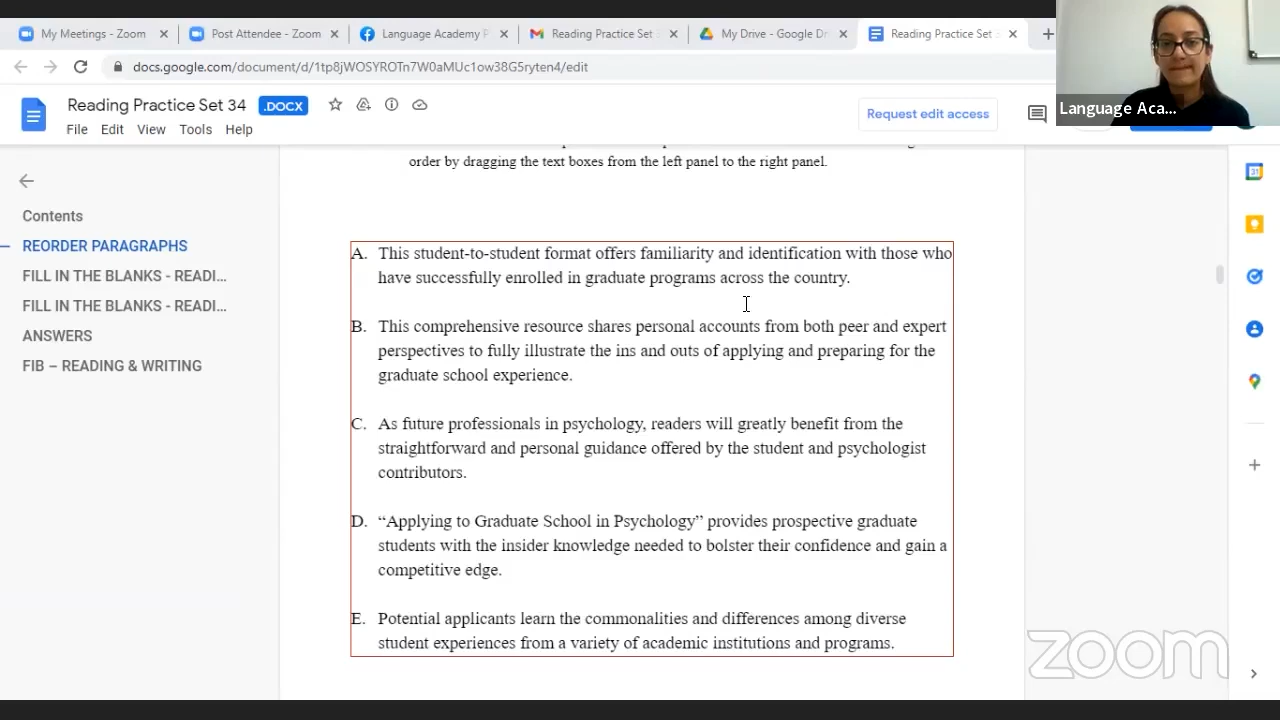 My Meetings - Zoom
Post Attendee - Zoom
Language Academy P
Reading Practice Set
My Drive - Google Dr
Reading Practice Set
docs.google.com/document/d/1tp8jWOSYROTn7W0aMUc1ow38G5ryten4/edit
Reading Practice Set 34 .DOCX
File Edit View Tools Help
Request edit access
Language Aca...
order by dragging the text boxes from the left panel to the right panel.
Contents
REORDER PARAGRAPHS
FILL IN THE BLANKS - READI...
FILL IN THE BLANKS - READI...
ANSWERS
FIB – READING & WRITING
A. This student-to-student format offers familiarity and identification with those who
have successfully enrolled in graduate programs across the country.
B. This comprehensive resource shares personal accounts from both peer and expert
perspectives to fully illustrate the ins and outs of applying and preparing for the
graduate school experience.
C. As future professionals in psychology, readers will greatly benefit from the
straightforward and personal guidance offered by the student and psychologist
contributors.
D. “Applying to Graduate School in Psychology” provides prospective graduate
students with the insider knowledge needed to bolster their confidence and gain a
competitive edge.
E. Potential applicants learn the commonalities and differences among diverse
student experiences from a variety of academic institutions and programs.
31
zoom